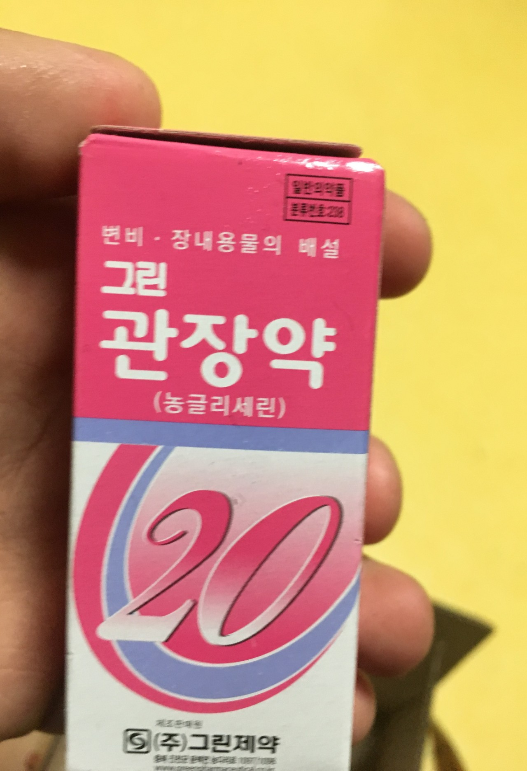 일반의약품
분류번호:238
변비·장내용물의 배설
그린
관장약
(농글리세린)
20
제조판매원
(주)그린제약